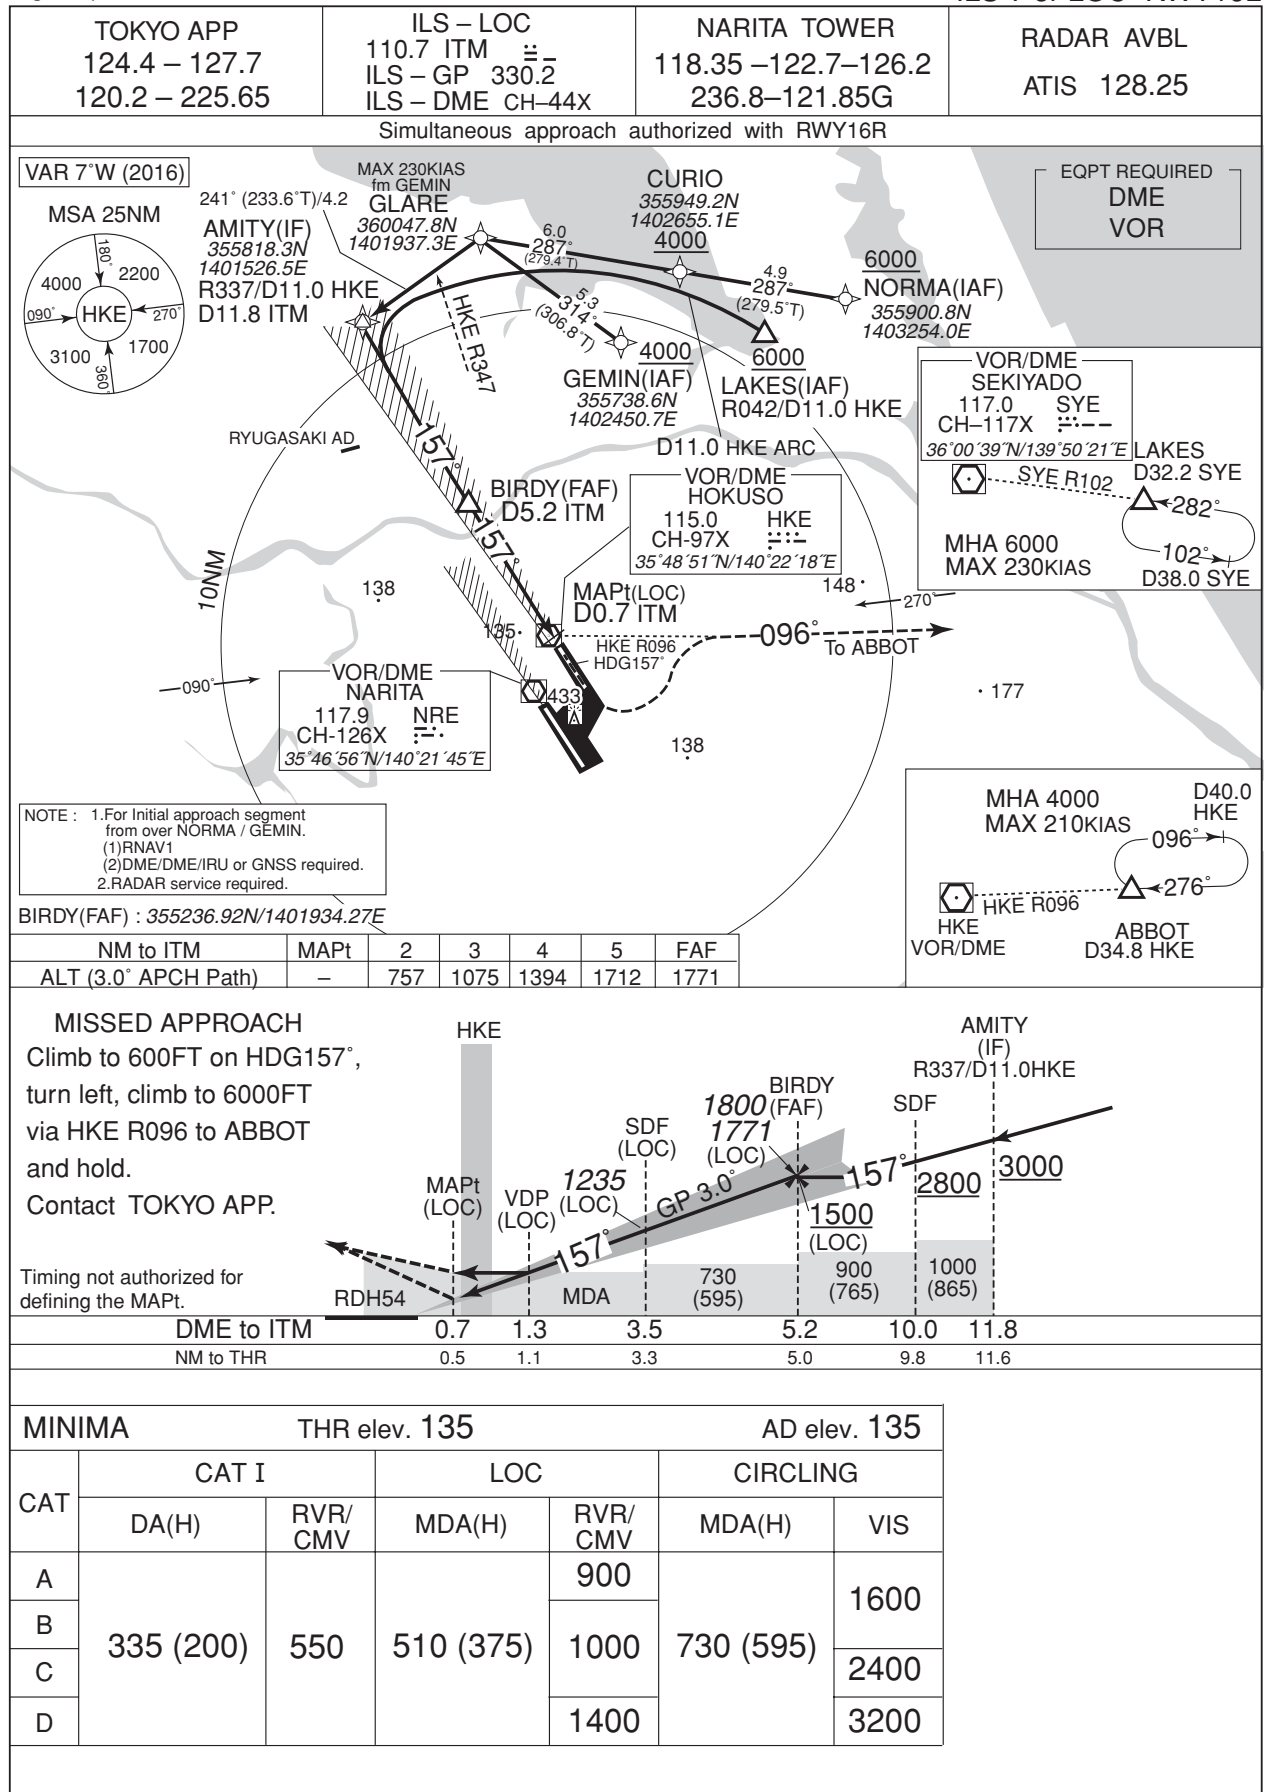 TOKYO APP
124.4 – 127.7
120.2 – 225.65
ILS – LOC
110.7 ITM
ILS – GP 330.2
ILS – DME CH–44X
NARITA TOWER
118.35 –122.7–126.2
236.8–121.85G
RADAR AVBL
ATIS 128.25
Simultaneous approach authorized with RWY16R
VAR 7°W (2016)
MSA 25NM
180°
4000
2200
090°
HKE
270°
3100
1700
360°
241° (233.6°T)/4.2
AMITY(IF)
355818.3N
1401526.5E
R337/D11.0 HKE
D11.8 ITM
MAX 230KIAS
fm GEMIN
GLARE
360047.8N
1401937.3E
6.0
287°
(279.4°T)
CURIO
355949.2N
1402655.1E
4000
4.9
287°
(279.5°T)
6000
NORMA(IAF)
355900.8N
1403254.0E
EQPT REQUIRED
DME
VOR
HKE R347
5.3
314°
(306.8°T)
4000
GEMIN(IAF)
355738.6N
1402450.7E
6000
LAKES(IAF)
R042/D11.0 HKE
D11.0 HKE ARC
VOR/DME
SEKIYADO
117.0 SYE
CH–117X
36°00´39˝N/139°50´21˝E
SYE R102
LAKES
D32.2 SYE
282°
102°
D38.0 SYE
MHA 6000
MAX 230KIAS
RYUGASAKI AD
157°
BIRDY(FAF)
D5.2 ITM
157°
VOR/DME
HOKUSO
115.0 HKE
CH-97X
35°48´51˝N/140°22´18˝E
10NM
138
135
MAPt(LOC)
D0.7 ITM
148
270°
HKE R096
HDG157°
096°
To ABBOT
090°
VOR/DME
NARITA
117.9 NRE
CH-126X
35°46´56˝N/140°21´45˝E
433
177
138
NOTE : 1.For Initial approach segment
from over NORMA / GEMIN.
(1)RNAV1
(2)DME/DME/IRU or GNSS required.
2.RADAR service required.
BIRDY(FAF) : 355236.92N/1401934.27E
MHA 4000
MAX 210KIAS
D40.0
HKE
096°
276°
HKE R096
HKE
VOR/DME
ABBOT
D34.8 HKE
NM to ITM MAPt 2 3 4 5 FAF
ALT (3.0° APCH Path) – 757 1075 1394 1712 1771
MISSED APPROACH
Climb to 600FT on HDG157°,
turn left, climb to 6000FT
via HKE R096 to ABBOT
and hold.
Contact TOKYO APP.
Timing not authorized for
defining the MAPt.
HKE
MAPt
(LOC)
VDP
(LOC)
1235
(LOC)
SDF
(LOC)
1800
1771
(LOC)
BIRDY
(FAF)
SDF
AMITY
(IF)
R337/D11.0HKE
GP 3.0°
157°
157°
2800
3000
1500
(LOC)
RDH54
MDA
730
(595)
900
(765)
1000
(865)
DME to ITM 0.7 1.3 3.5 5.2 10.0 11.8
NM to THR 0.5 1.1 3.3 5.0 9.8 11.6
MINIMA THR elev. 135 AD elev. 135
CAT CAT I LOC CIRCLING
DA(H) RVR/CMV MDA(H) RVR/CMV MDA(H) VIS
A 335 (200) 550 510 (375) 900 730 (595) 1600
B 1000
C 2400
D 1400 3200